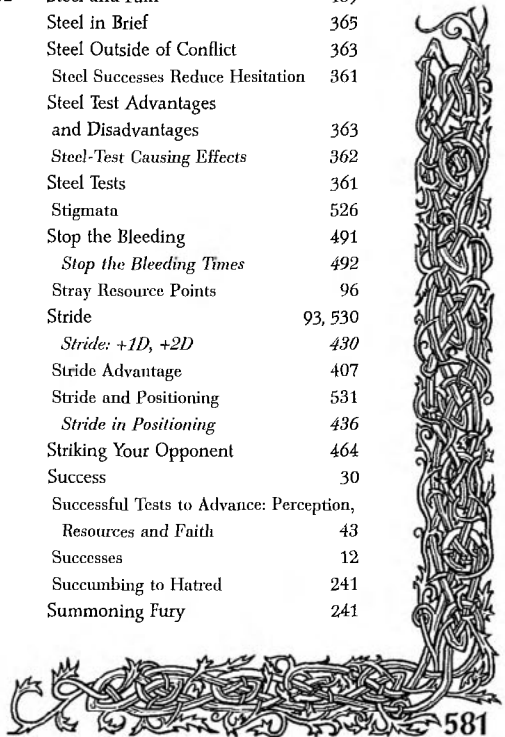 Steel in Brief 365
Steel Outside of Conflict 363
Steel Successes Reduce Hesitation 361
Steel Test Advantages
and Disadvantages 363
Steel-Test Causing Effects 362
Steel Tests 361
Stigmata 526
Stop the Bleeding 491
Stop the Bleeding Times 492
Stray Resource Points 96
Stride 93, 530
Stride: +1D, +2D 430
Stride Advantage 407
Stride and Positioning 531
Stride in Positioning 436
Striking Your Opponent 464
Success 30
Successful Tests to Advance: Perception,
Resources and Faith 43
Successes 12
Succumbing to Hatred 241
Summoning Fury 241
581